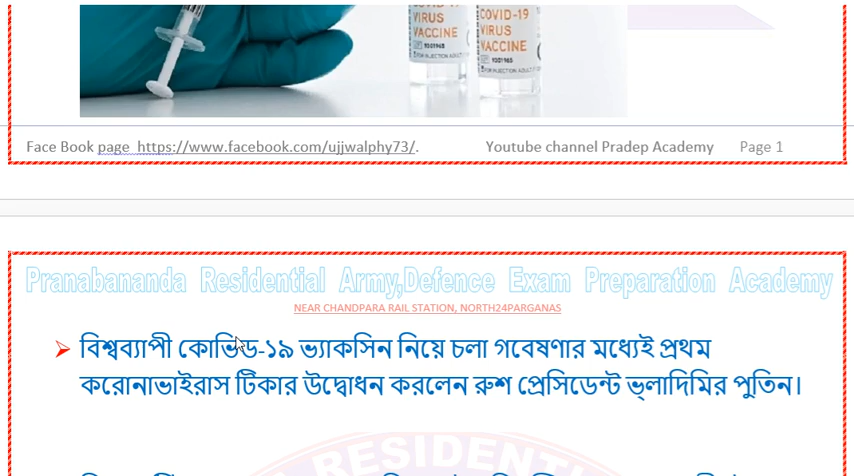 COVID-19
VIRUS
VACCINE
VIRUS
VACCINE
Face Book page https://www.facebook.com/ujjwalphy73/. Youtube channel Pradep Academy Page 1
Pranabananda Residential Army,Defence Exam Preparation Academy
NEAR CHANDPARA RAIL STATION, NORTH24PARGANAS
বিশ্বব্যাপী কোভিড-১৯ ভ্যাকসিন নিয়ে চলা গবেষণার মধ্যেই প্রথম
করোনাভাইরাস টিকার উদ্বোধন করলেন রুশ প্রেসিডেন্ট ভ্লাদিমির পুতিন।
RESIDENTI